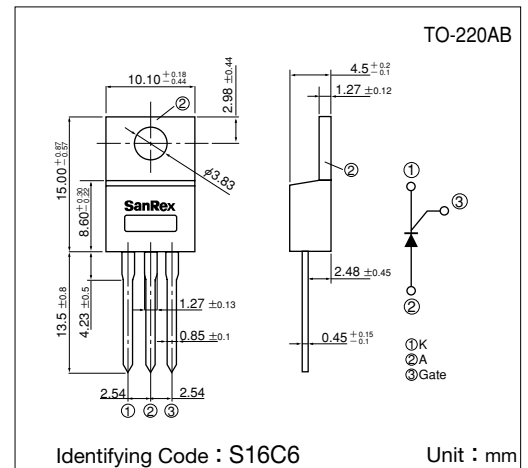 TO-220AB
10.10 +0.18 −0.44
②
2.98 ±0.44
4.5 +0.2 −0.1
1.27 ±0.12
15.00 +0.87 −0.57
8.60 +0.30 −0.22
φ3.83
SanRex
②
①
③
②
13.5 ±0.8
4.23 ±0.5
1.27 ±0.13
0.85 ±0.1
2.48 ±0.45
0.45 +0.15 −0.1
2.54
2.54
① ② ③
①K
②A
③Gate
Identifying Code：S16C6
Unit：mm